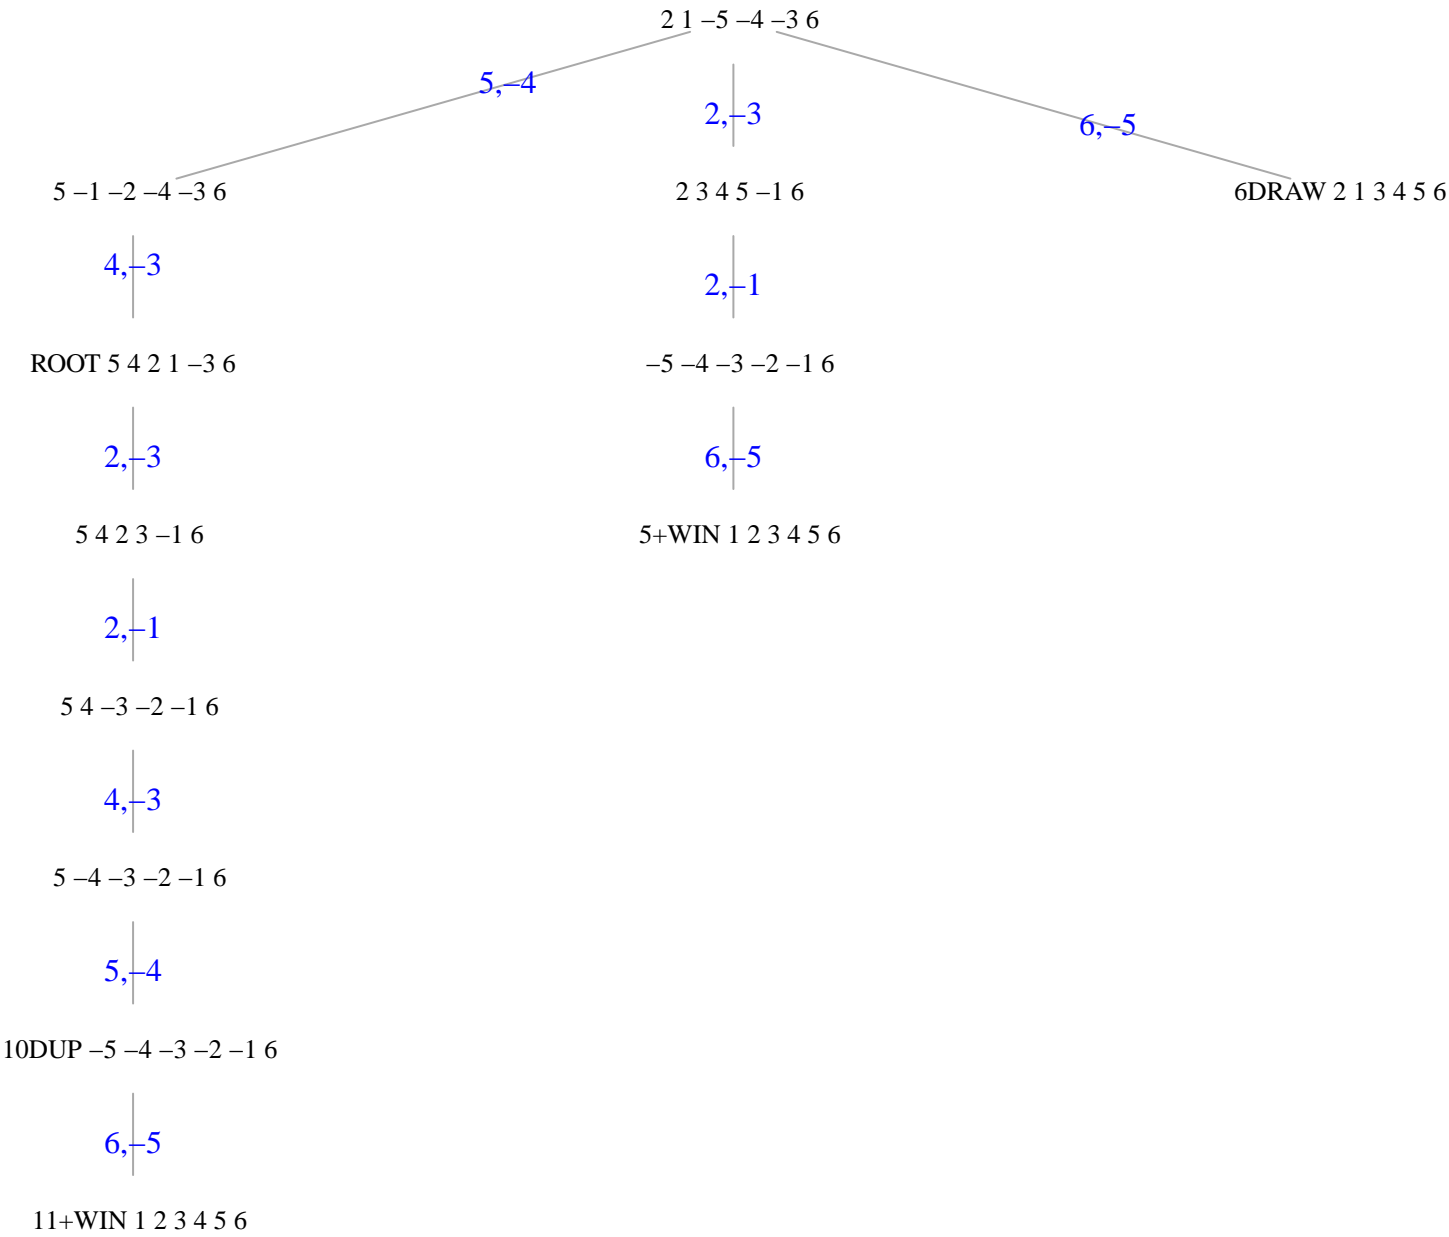 2 1 –5 –4 –3 6
5,–4
2,–3
6,–5
5 –1 –2 –4 –3 6
2 3 4 5 –1 6
6DRAW 2 1 3 4 5 6
4,–3
2,–1
ROOT 5 4 2 1 –3 6
–5 –4 –3 –2 –1 6
2,–3
6,–5
5 4 2 3 –1 6
5+WIN 1 2 3 4 5 6
2,–1
5 4 –3 –2 –1 6
4,–3
5 –4 –3 –2 –1 6
5,–4
10DUP –5 –4 –3 –2 –1 6
6,–5
11+WIN 1 2 3 4 5 6